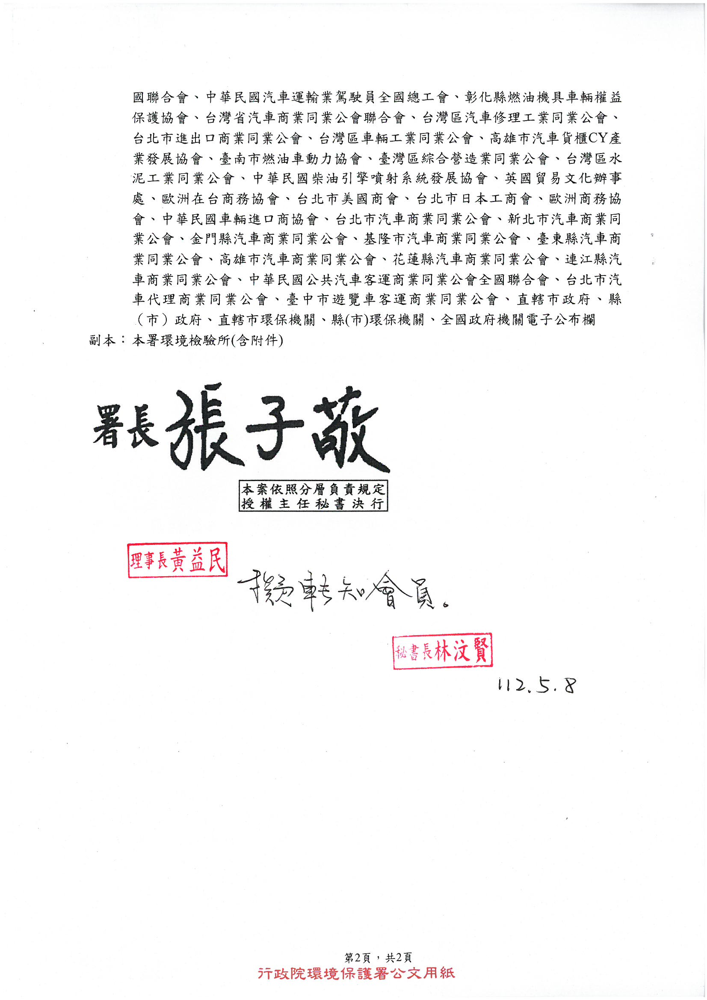 國聯合會、中華民國汽車運輸業駕駛員全國總工會、彰化縣燃油機具車輛權益
保護協會、台灣省汽車商業同業公會聯合會、台灣區汽車修理工業同業公會、
台北市進出口商業同業公會、台灣區車輛工業同業公會、高雄市汽車貨櫃CY產
業發展協會、臺南市燃油車動力協會、臺灣區綜合營造業同業公會、台灣區水
泥工業同業公會、中華民國柴油引擎噴射系統發展協會、英國貿易文化辦事
處、歐洲在台商務協會、台北市美國商會、台北市日本工商會、歐洲商務協
會、中華民國車輛進口商協會、台北市汽車商業同業公會、新北市汽車商業同
業公會、金門縣汽車商業同業公會、基隆市汽車商業同業公會、臺東縣汽車商
業同業公會、高雄市汽車商業同業公會、花蓮縣汽車商業同業公會、連江縣汽
車商業同業公會、中華民國公共汽車客運商業同業公會全國聯合會、台北市汽
車代理商業同業公會、臺中市遊覽車客運商業同業公會、直轄市政府、縣
（市）政府、直轄市環保機關、縣(市)環保機關、全國政府機關電子公布欄
副本：本署環境檢驗所(含附件)
署長 張子敬
本案依照分層負責規定
授權主任秘書決行
理事長黃益民
擬轉知會員。
秘書長林汶賢
112.5.8
第2頁，共2頁
行政院環境保護署公文用紙